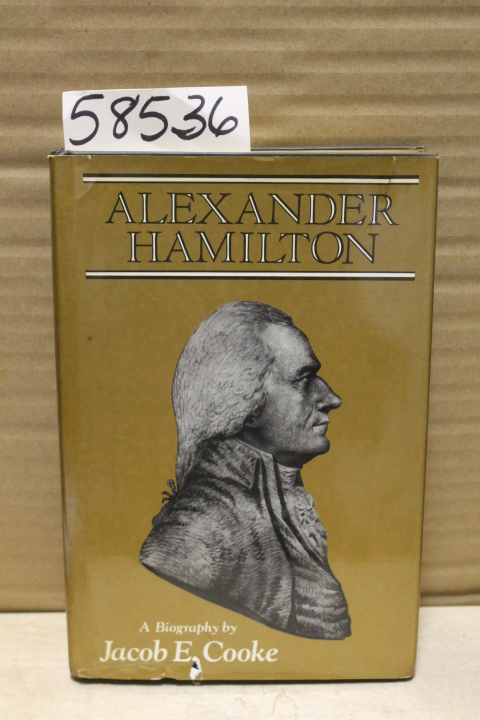 58536
ALEXANDER
HAMILTON
A Biography by
Jacob E. Cooke